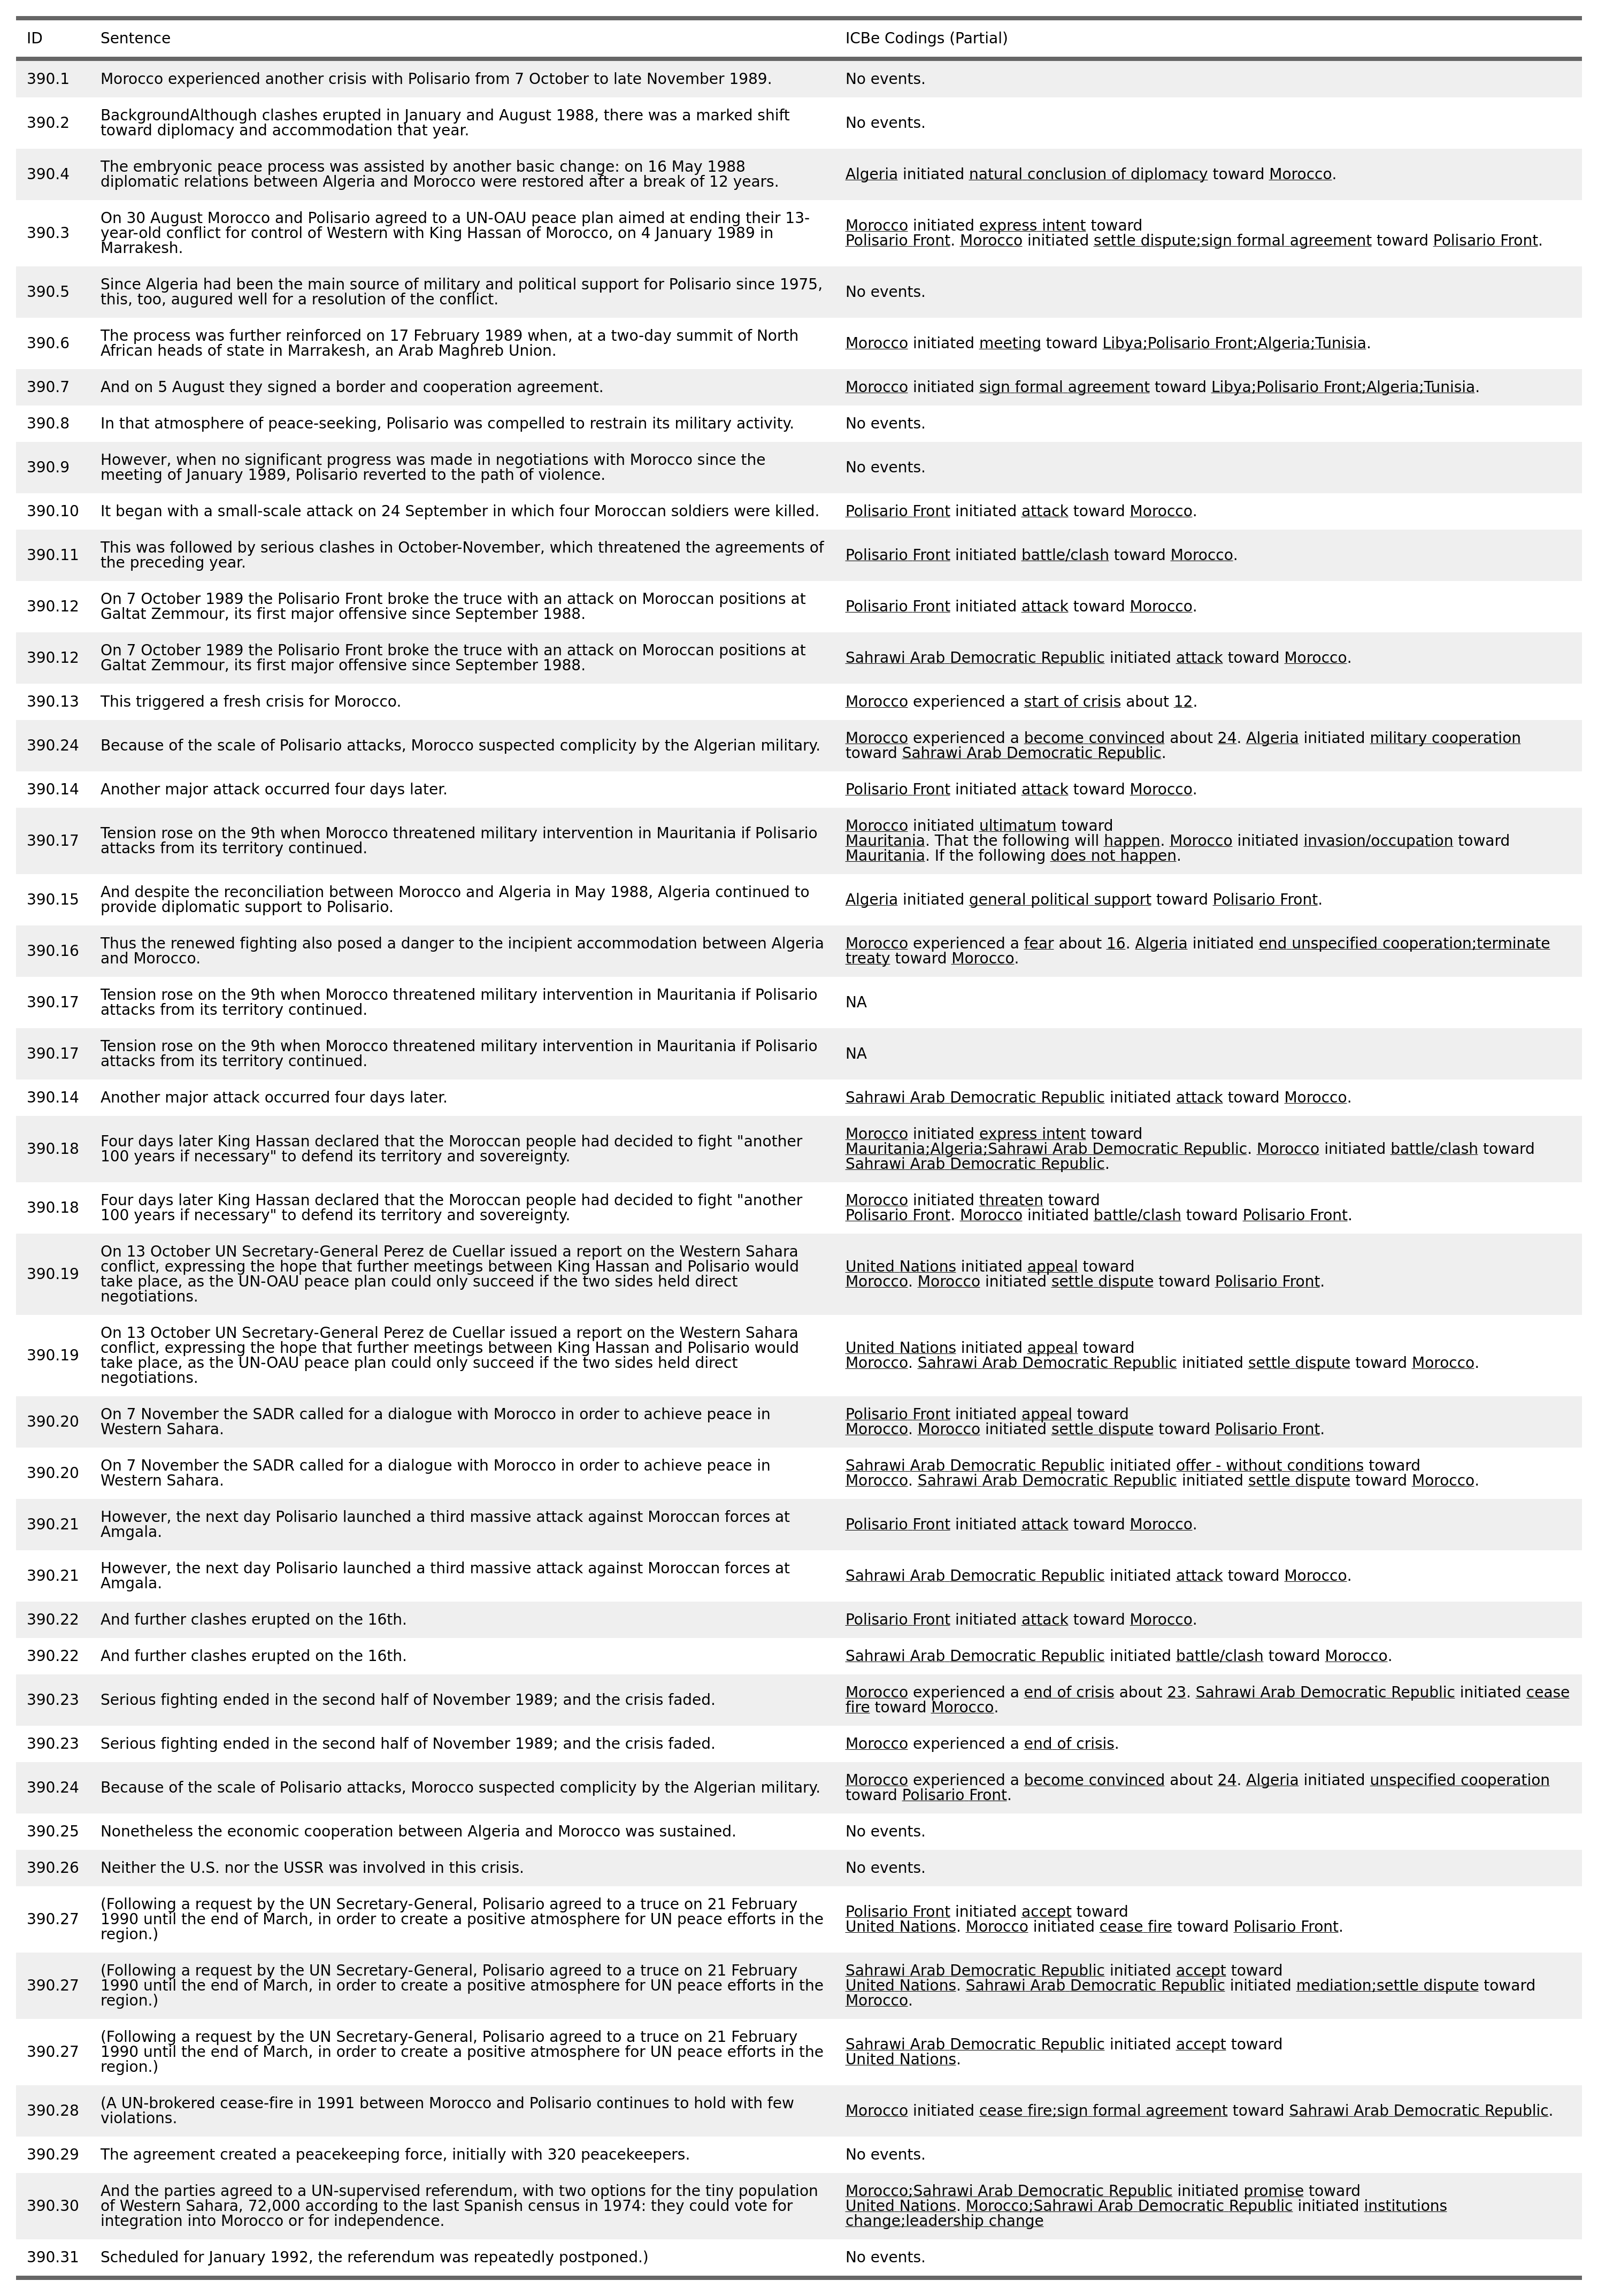 ID Sentence ICBe Codings (Partial)
390.1 Morocco experienced another crisis with Polisario from 7 October to late November 1989. No events.
390.2 BackgroundAlthough clashes erupted in January and August 1988, there was a marked shift
toward diplomacy and accommodation that year. No events.
390.4 The embryonic peace process was assisted by another basic change: on 16 May 1988
diplomatic relations between Algeria and Morocco were restored after a break of 12 years. Algeria initiated natural conclusion of diplomacy toward Morocco.
390.3 On 30 August Morocco and Polisario agreed to a UN-OAU peace plan aimed at ending their 13-
year-old conflict for control of Western with King Hassan of Morocco, on 4 January 1989 in
Marrakesh. Morocco initiated express intent toward
Polisario Front. Morocco initiated settle dispute;sign formal agreement toward Polisario Front.
390.5 Since Algeria had been the main source of military and political support for Polisario since 1975,
this, too, augured well for a resolution of the conflict. No events.
390.6 The process was further reinforced on 17 February 1989 when, at a two-day summit of North
African heads of state in Marrakesh, an Arab Maghreb Union. Morocco initiated meeting toward Libya;Polisario Front;Algeria;Tunisia.
390.7 And on 5 August they signed a border and cooperation agreement. Morocco initiated sign formal agreement toward Libya;Polisario Front;Algeria;Tunisia.
390.8 In that atmosphere of peace-seeking, Polisario was compelled to restrain its military activity. No events.
390.9 However, when no significant progress was made in negotiations with Morocco since the
meeting of January 1989, Polisario reverted to the path of violence. No events.
390.10 It began with a small-scale attack on 24 September in which four Moroccan soldiers were killed. Polisario Front initiated attack toward Morocco.
390.11 This was followed by serious clashes in October-November, which threatened the agreements of
the preceding year. Polisario Front initiated battle/clash toward Morocco.
390.12 On 7 October 1989 the Polisario Front broke the truce with an attack on Moroccan positions at
Galtat Zemmour, its first major offensive since September 1988. Polisario Front initiated attack toward Morocco.
390.12 On 7 October 1989 the Polisario Front broke the truce with an attack on Moroccan positions at
Galtat Zemmour, its first major offensive since September 1988. Sahrawi Arab Democratic Republic initiated attack toward Morocco.
390.13 This triggered a fresh crisis for Morocco. Morocco experienced a start of crisis about 12.
390.24 Because of the scale of Polisario attacks, Morocco suspected complicity by the Algerian military. Morocco experienced a become convinced about 24. Algeria initiated military cooperation
toward Sahrawi Arab Democratic Republic.
390.14 Another major attack occurred four days later. Polisario Front initiated attack toward Morocco.
390.17 Tension rose on the 9th when Morocco threatened military intervention in Mauritania if Polisario
attacks from its territory continued. Morocco initiated ultimatum toward
Mauritania. That the following will happen. Morocco initiated invasion/occupation toward
Mauritania. If the following does not happen.
390.15 And despite the reconciliation between Morocco and Algeria in May 1988, Algeria continued to
provide diplomatic support to Polisario. Algeria initiated general political support toward Polisario Front.
390.16 Thus the renewed fighting also posed a danger to the incipient accommodation between Algeria
and Morocco. Morocco experienced a fear about 16. Algeria initiated end unspecified cooperation;terminate
treaty toward Morocco.
390.17 Tension rose on the 9th when Morocco threatened military intervention in Mauritania if Polisario
attacks from its territory continued. NA
390.17 Tension rose on the 9th when Morocco threatened military intervention in Mauritania if Polisario
attacks from its territory continued. NA
390.14 Another major attack occurred four days later. Sahrawi Arab Democratic Republic initiated attack toward Morocco.
390.18 Four days later King Hassan declared that the Moroccan people had decided to fight "another
100 years if necessary" to defend its territory and sovereignty. Morocco initiated express intent toward
Mauritania;Algeria;Sahrawi Arab Democratic Republic. Morocco initiated battle/clash toward
Sahrawi Arab Democratic Republic.
390.18 Four days later King Hassan declared that the Moroccan people had decided to fight "another
100 years if necessary" to defend its territory and sovereignty. Morocco initiated threaten toward
Polisario Front. Morocco initiated battle/clash toward Polisario Front.
390.19 On 13 October UN Secretary-General Perez de Cuellar issued a report on the Western Sahara
conflict, expressing the hope that further meetings between King Hassan and Polisario would
take place, as the UN-OAU peace plan could only succeed if the two sides held direct
negotiations. United Nations initiated appeal toward
Morocco. Morocco initiated settle dispute toward Polisario Front.
390.19 On 13 October UN Secretary-General Perez de Cuellar issued a report on the Western Sahara
conflict, expressing the hope that further meetings between King Hassan and Polisario would
take place, as the UN-OAU peace plan could only succeed if the two sides held direct
negotiations. United Nations initiated appeal toward
Morocco. Sahrawi Arab Democratic Republic initiated settle dispute toward Morocco.
390.20 On 7 November the SADR called for a dialogue with Morocco in order to achieve peace in
Western Sahara. Polisario Front initiated appeal toward
Morocco. Morocco initiated settle dispute toward Polisario Front.
390.20 On 7 November the SADR called for a dialogue with Morocco in order to achieve peace in
Western Sahara. Sahrawi Arab Democratic Republic initiated offer - without conditions toward
Morocco. Sahrawi Arab Democratic Republic initiated settle dispute toward Morocco.
390.21 However, the next day Polisario launched a third massive attack against Moroccan forces at
Amgala. Polisario Front initiated attack toward Morocco.
390.21 However, the next day Polisario launched a third massive attack against Moroccan forces at
Amgala. Sahrawi Arab Democratic Republic initiated attack toward Morocco.
390.22 And further clashes erupted on the 16th. Polisario Front initiated attack toward Morocco.
390.22 And further clashes erupted on the 16th. Sahrawi Arab Democratic Republic initiated battle/clash toward Morocco.
390.23 Serious fighting ended in the second half of November 1989; and the crisis faded. Morocco experienced a end of crisis about 23. Sahrawi Arab Democratic Republic initiated cease
fire toward Morocco.
390.23 Serious fighting ended in the second half of November 1989; and the crisis faded. Morocco experienced a end of crisis.
390.24 Because of the scale of Polisario attacks, Morocco suspected complicity by the Algerian military. Morocco experienced a become convinced about 24. Algeria initiated unspecified cooperation
toward Polisario Front.
390.25 Nonetheless the economic cooperation between Algeria and Morocco was sustained. No events.
390.26 Neither the U.S. nor the USSR was involved in this crisis. No events.
390.27 (Following a request by the UN Secretary-General, Polisario agreed to a truce on 21 February
1990 until the end of March, in order to create a positive atmosphere for UN peace efforts in the
region.) Polisario Front initiated accept toward
United Nations. Morocco initiated cease fire toward Polisario Front.
390.27 (Following a request by the UN Secretary-General, Polisario agreed to a truce on 21 February
1990 until the end of March, in order to create a positive atmosphere for UN peace efforts in the
region.) Sahrawi Arab Democratic Republic initiated accept toward
United Nations. Sahrawi Arab Democratic Republic initiated mediation;settle dispute toward
Morocco.
390.27 (Following a request by the UN Secretary-General, Polisario agreed to a truce on 21 February
1990 until the end of March, in order to create a positive atmosphere for UN peace efforts in the
region.) Sahrawi Arab Democratic Republic initiated accept toward
United Nations.
390.28 (A UN-brokered cease-fire in 1991 between Morocco and Polisario continues to hold with few
violations. Morocco initiated cease fire;sign formal agreement toward Sahrawi Arab Democratic Republic.
390.29 The agreement created a peacekeeping force, initially with 320 peacekeepers. No events.
390.30 And the parties agreed to a UN-supervised referendum, with two options for the tiny population
of Western Sahara, 72,000 according to the last Spanish census in 1974: they could vote for
integration into Morocco or for independence. Morocco;Sahrawi Arab Democratic Republic initiated promise toward
United Nations. Morocco;Sahrawi Arab Democratic Republic initiated institutions
change;leadership change
390.31 Scheduled for January 1992, the referendum was repeatedly postponed.) No events.